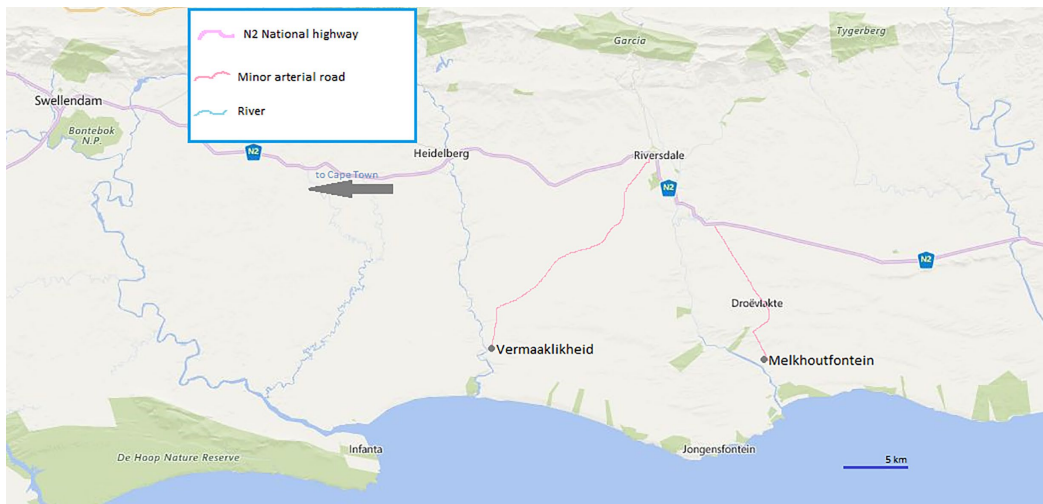 N2 National highway
Minor arterial road
River
Garcia
Tygerberg
Swellendam
Bontebok
N.P.
N2
Heidelberg
Riversdale
to Cape Town
N2
N2
Droëvlakte
Vermaaklikheid
Melkhoutfontein
Infanta
Jongensfontein
De Hoop Nature Reserve
5 km